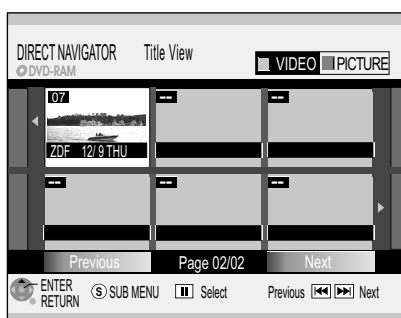 DIRECT NAVIGATOR Title View
DVD-RAM
VIDEO PICTURE
07 -- --
ZDF 12/ 9 THU
-- -- --
Previous Page 02/02 Next
ENTER
RETURN
S SUB MENU Select Previous Next